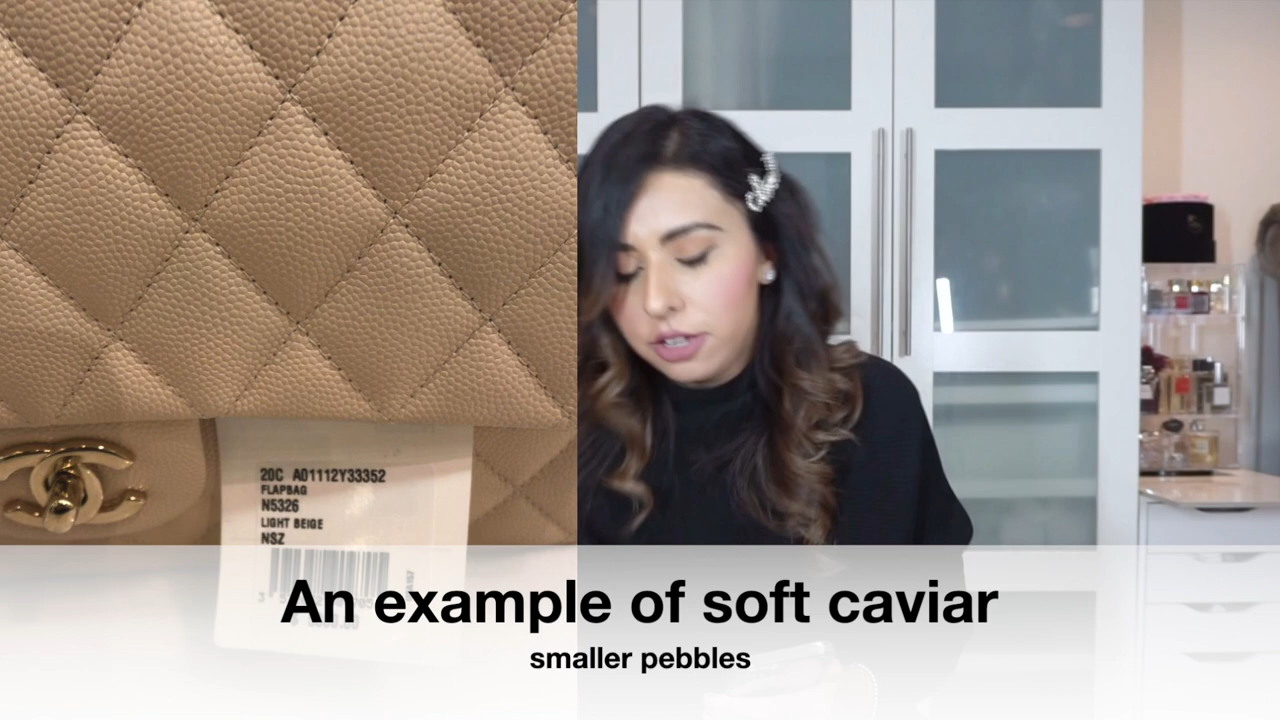 20C A01112Y33352
FLAPBAG
N5326
LIGHT BEIGE
NSZ
An example of soft caviar
smaller pebbles